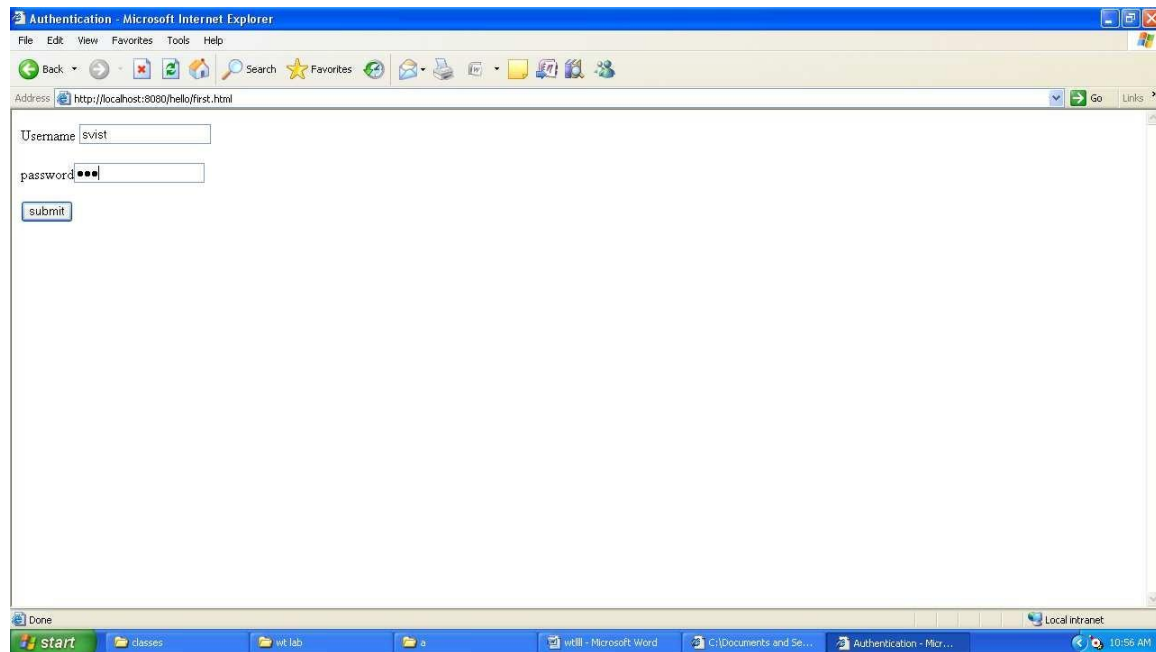 Authentication - Microsoft Internet Explorer
File Edit View Favorites Tools Help
Back Search Favorites
Address http://localhost:8080/hello/first.html Go Links
Username svist
password •••
submit
Done Local intranet
start classes wt lab a wtlll - Microsoft Word C:\Documents and Se... Authentication - Micr... 10:56 AM